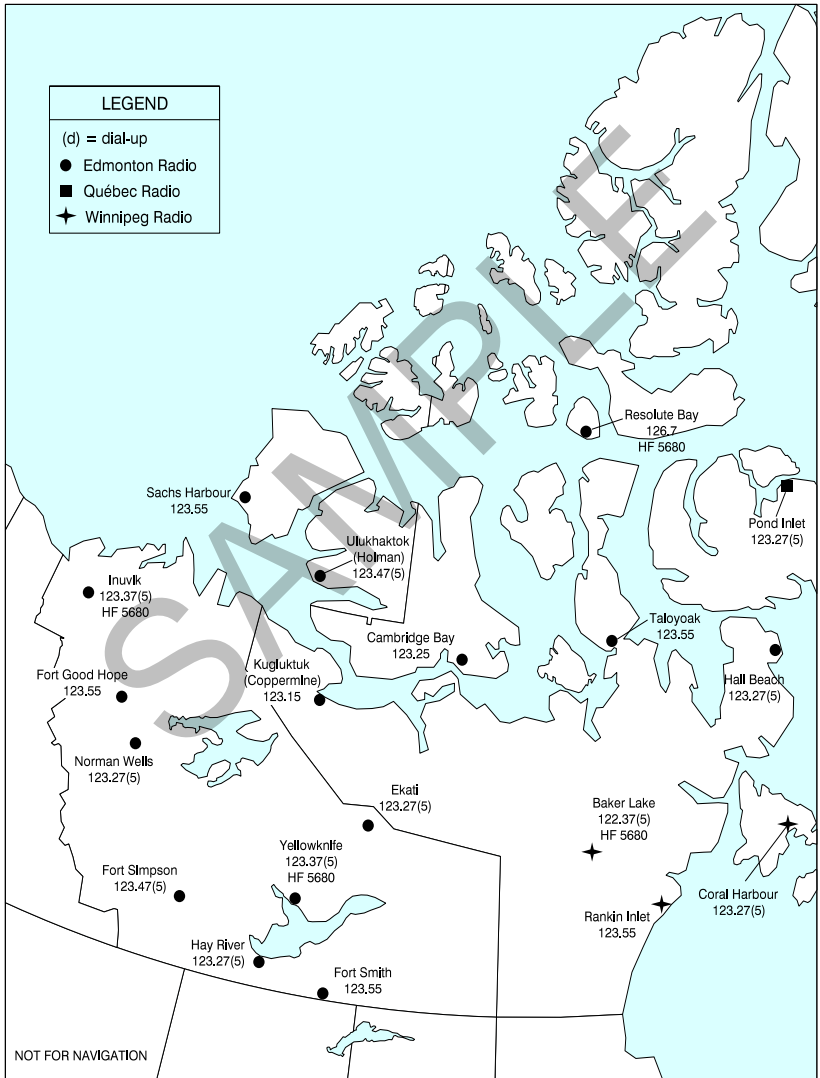 LEGEND
(d) = dial-up
Edmonton Radio
Québec Radio
Winnipeg Radio
SAMPLE
Resolute Bay
126.7
HF 5680
Sachs Harbour
123.55
Pond Inlet
123.27(5)
Ulukhaktok
(Holman)
123.47(5)
Inuvik
123.37(5)
HF 5680
Taloyoak
123.55
Cambridge Bay
123.25
Kugluktuk
(Coppermine)
123.15
Fort Good Hope
123.55
Hall Beach
123.27(5)
Norman Wells
123.27(5)
Ekati
123.27(5)
Baker Lake
122.37(5)
HF 5680
Yellowknife
123.37(5)
HF 5680
Fort Simpson
123.47(5)
Coral Harbour
123.27(5)
Rankin Inlet
123.55
Hay River
123.27(5)
Fort Smith
123.55
NOT FOR NAVIGATION